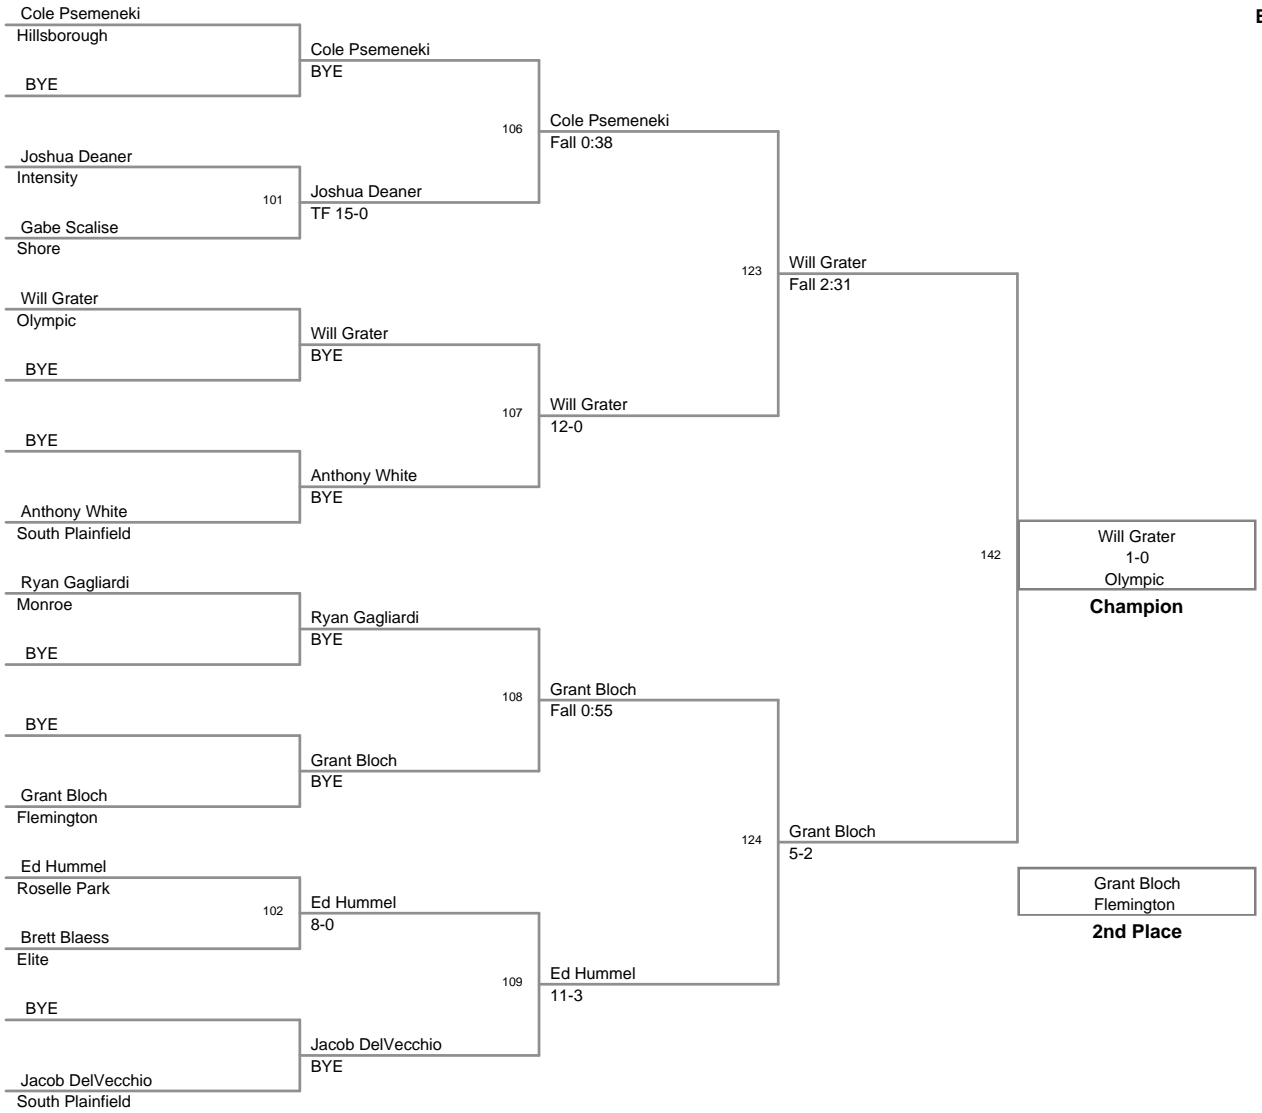 Cole Psemeneki
Hillsborough
BYE
Joshua Deaner
Intensity
101
Gabe Scalise
Shore
Will Grater
Olympic
BYE
BYE
Anthony White
South Plainfield
Ryan Gagliardi
Monroe
BYE
BYE
Grant Bloch
Flemington
Ed Hummel
Roselle Park
102
Brett Blaess
Elite
BYE
Jacob DelVecchio
South Plainfield
Cole Psemeneki
BYE
106
Joshua Deaner
TF 15-0
Will Grater
BYE
107
Anthony White
BYE
Ryan Gagliardi
BYE
108
Grant Bloch
BYE
Ed Hummel
8-0
109
Jacob DelVecchio
BYE
Cole Psemeneki
Fall 0:38
123
Will Grater
12-0
Grant Bloch
Fall 0:55
124
Ed Hummel
11-3
Will Grater
Fall 2:31
142
Grant Bloch
5-2
Will Grater
1-0
Olympic
Champion
Grant Bloch
Flemington
2nd Place